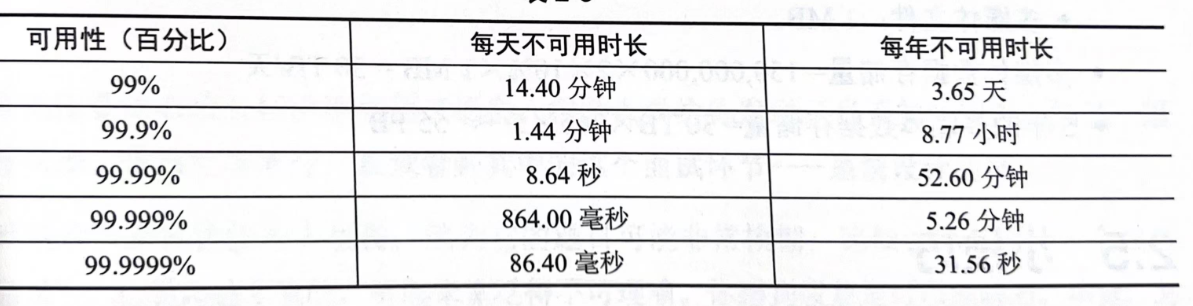 可用性（百分比） 每天不可用时长 每年不可用时长
99% 14.40 分钟 3.65 天
99.9% 1.44 分钟 8.77 小时
99.99% 8.64 秒 52.60 分钟
99.999% 864.00 毫秒 5.26 分钟
99.9999% 86.40 毫秒 31.56 秒